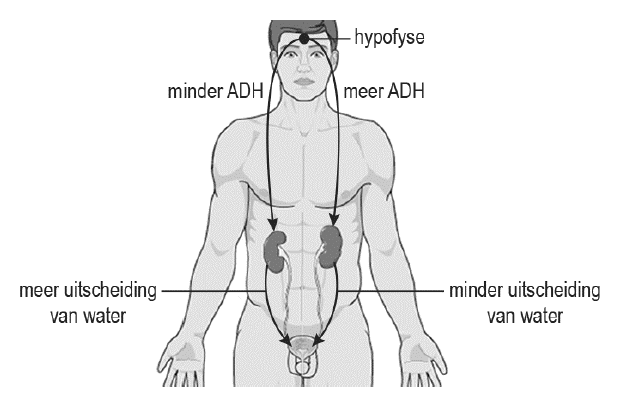 hypofyse
minder ADH
meer ADH
meer uitscheiding
van water
minder uitscheiding
van water